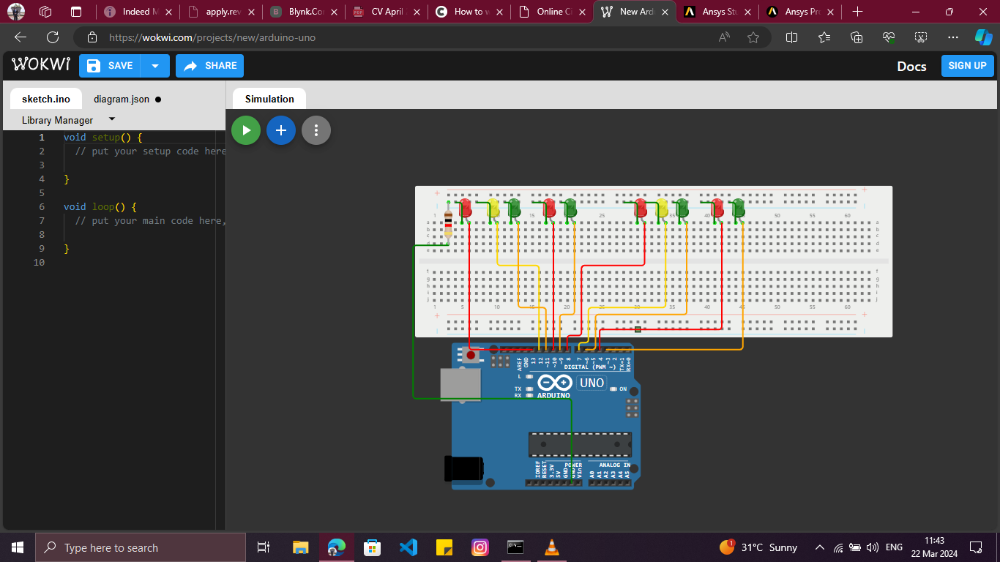 Indeed M
apply.rev
Blynk.Co
CV April
How to w
Online Ci
New Ard
Ansys Stu
Ansys Pr
https://wokwi.com/projects/new/arduino-uno
WOKWI
SAVE
SHARE
Docs
SIGN UP
sketch.ino
diagram.json
Simulation
Library Manager
1 void setup() {
2 // put your setup code here
3
4 }
5
6 void loop() {
7 // put your main code here,
8
9 }
10
1 5 10 15 20 25 30 35 40 45 50 55 60
a
b
c
d
e
f
g
h
i
j
AREF
GND
13
12
~11
~10
~9
8
7
~6
~5
4
~3
2
TX→1
RX←0
DIGITAL (PWM ~)
L
TX
RX
UNO
ON
ARDUINO
IOREF
RESET
3.3V
5V
GND
GND
Vin
POWER
ANALOG IN
A0
A1
A2
A3
A4
A5
Type here to search
1
31°C Sunny
ENG
11:43
22 Mar 2024